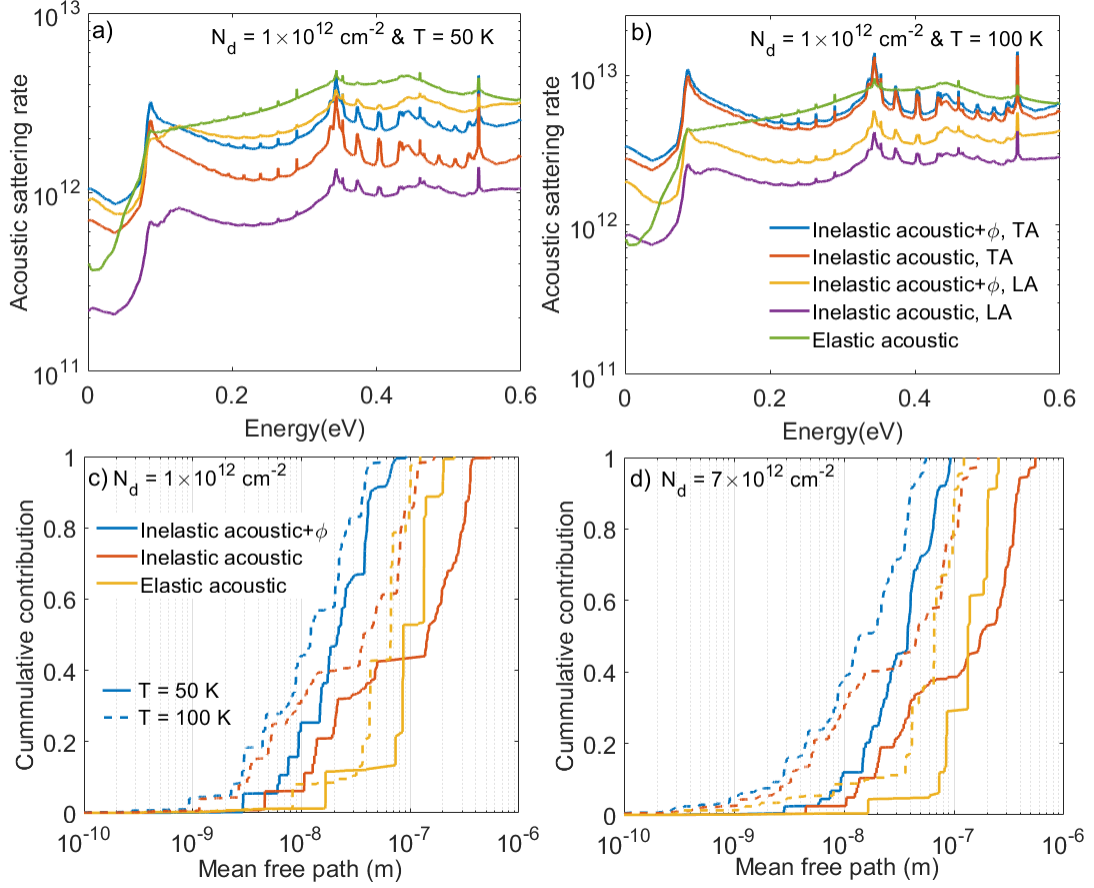 a) N_d = 1×10^12 cm^-2 & T = 50 K
10^13
10^12
10^11
Acoustic sattering rate
0 0.2 0.4 0.6
Energy(eV)
b) N_d = 1×10^12 cm^-2 & T = 100 K
10^13
10^12
10^11
Acoustic sattering rate
Inelastic acoustic+ϕ, TA
Inelastic acoustic, TA
Inelastic acoustic+ϕ, LA
Inelastic acoustic, LA
Elastic acoustic
0 0.2 0.4 0.6
Energy(eV)
c) N_d = 1×10^12 cm^-2
1
0.8
0.6
0.4
0.2
0
Cummulative contribution
Inelastic acoustic+ϕ
Inelastic acoustic
Elastic acoustic
T = 50 K
T = 100 K
10^-10 10^-9 10^-8 10^-7 10^-6
Mean free path (m)
d) N_d = 7×10^12 cm^-2
1
0.8
0.6
0.4
0.2
0
Cummulative contribution
10^-10 10^-9 10^-8 10^-7 10^-6
Mean free path (m)